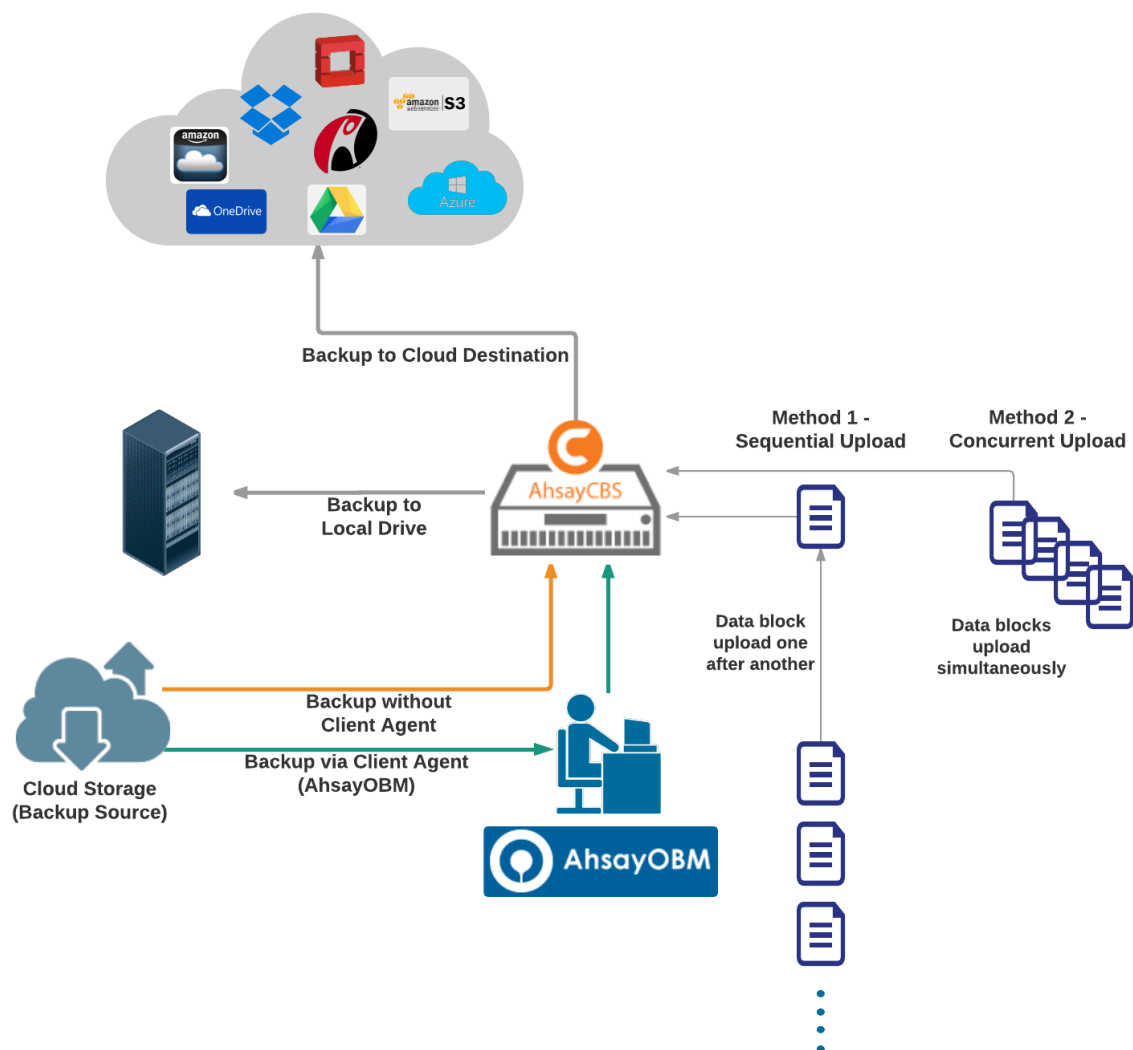 amazon
webservices
S3
amazon
OneDrive
Azure
Backup to Cloud Destination
Method 1 -
Sequential Upload
Method 2 -
Concurrent Upload
AhsayCBS
Backup to
Local Drive
Data block
upload one
after another
Data blocks
upload
simultaneously
Backup without
Client Agent
Backup via Client Agent
(AhsayOBM)
Cloud Storage
(Backup Source)
AhsayOBM